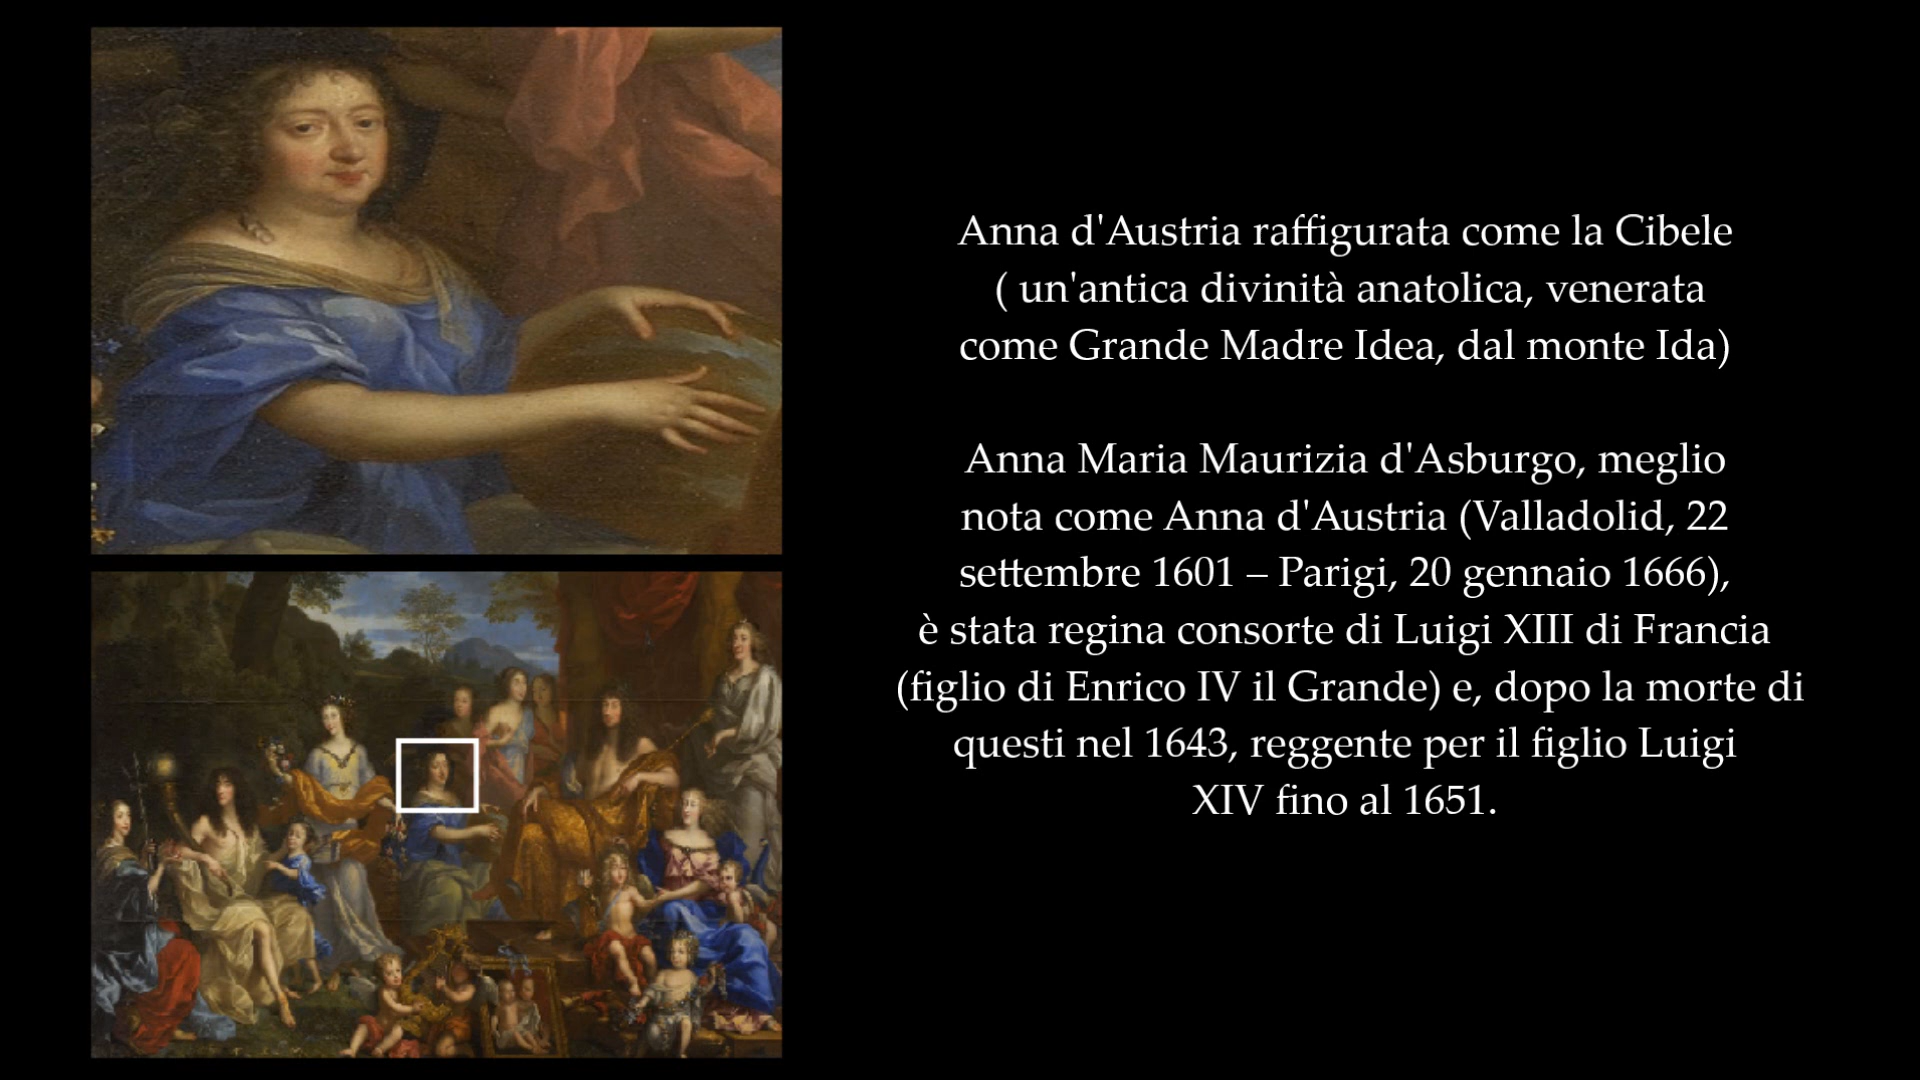 Anna d'Austria raffigurata come la Cibele
( un'antica divinità anatolica, venerata
come Grande Madre Idea, dal monte Ida)
Anna Maria Maurizia d'Asburgo, meglio
nota come Anna d'Austria (Valladolid, 22
settembre 1601 – Parigi, 20 gennaio 1666),
è stata regina consorte di Luigi XIII di Francia
(figlio di Enrico IV il Grande) e, dopo la morte di
questi nel 1643, reggente per il figlio Luigi
XIV fino al 1651.